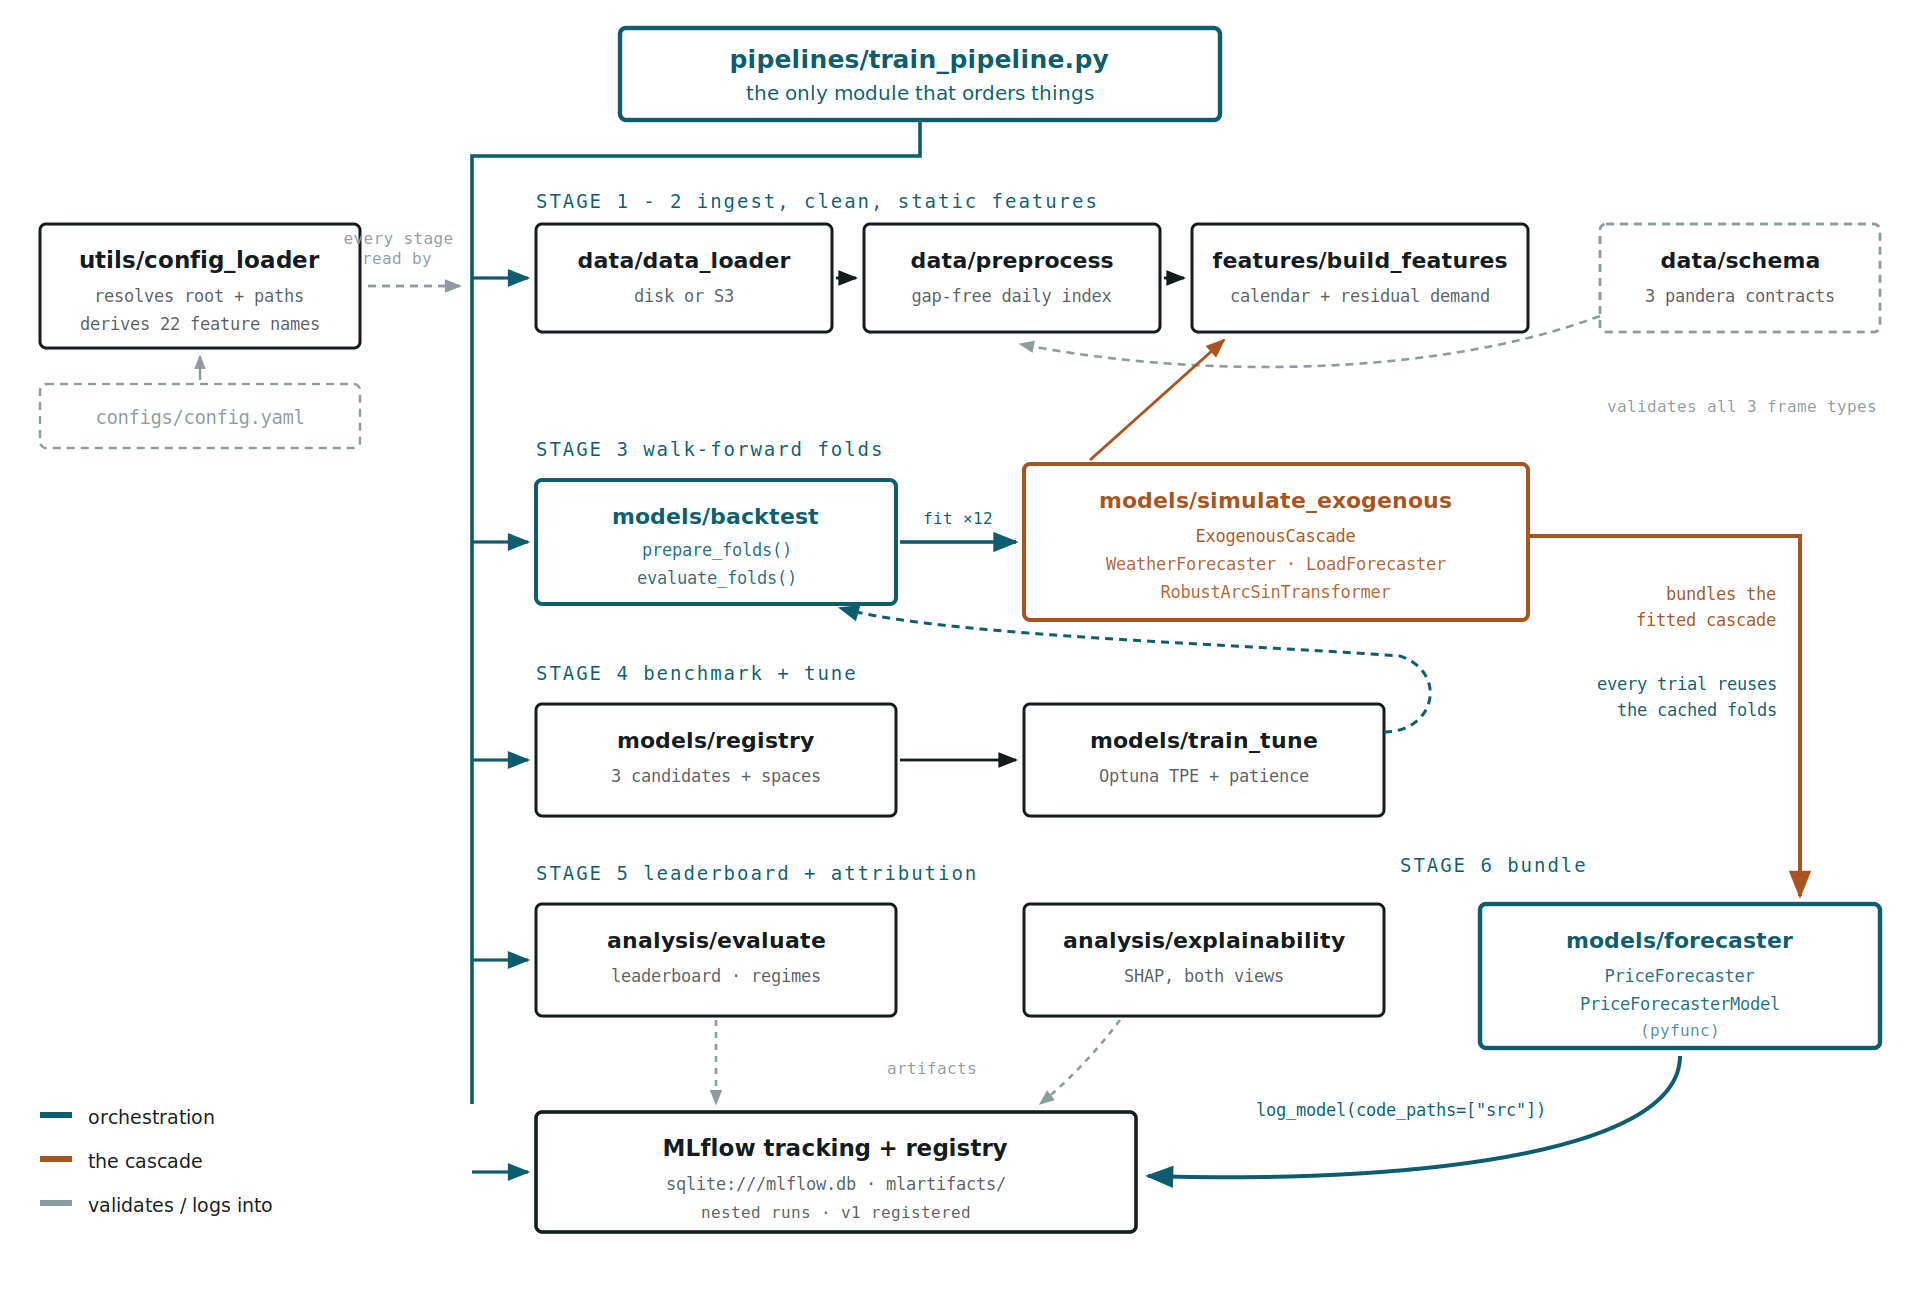 pipelines/train_pipeline.py
the only module that orders things
STAGE 1 - 2 ingest, clean, static features
utils/config_loader
resolves root + paths
derives 22 feature names
every stage
read by
data/data_loader
disk or S3
data/preprocess
gap-free daily index
features/build_features
calendar + residual demand
data/schema
3 pandera contracts
configs/config.yaml
validates all 3 frame types
STAGE 3 walk-forward folds
models/backtest
prepare_folds()
evaluate_folds()
fit ×12
models/simulate_exogenous
ExogenousCascade
WeatherForecaster · LoadForecaster
RobustArcSinTransformer
bundles the
fitted cascade
every trial reuses
the cached folds
STAGE 4 benchmark + tune
models/registry
3 candidates + spaces
models/train_tune
Optuna TPE + patience
STAGE 5 leaderboard + attribution
analysis/evaluate
leaderboard · regimes
analysis/explainability
SHAP, both views
STAGE 6 bundle
models/forecaster
PriceForecaster
PriceForecasterModel
(pyfunc)
artifacts
log_model(code_paths=["src"])
MLflow tracking + registry
sqlite:///mlflow.db · mlartifacts/
nested runs · v1 registered
orchestration
the cascade
validates / logs into